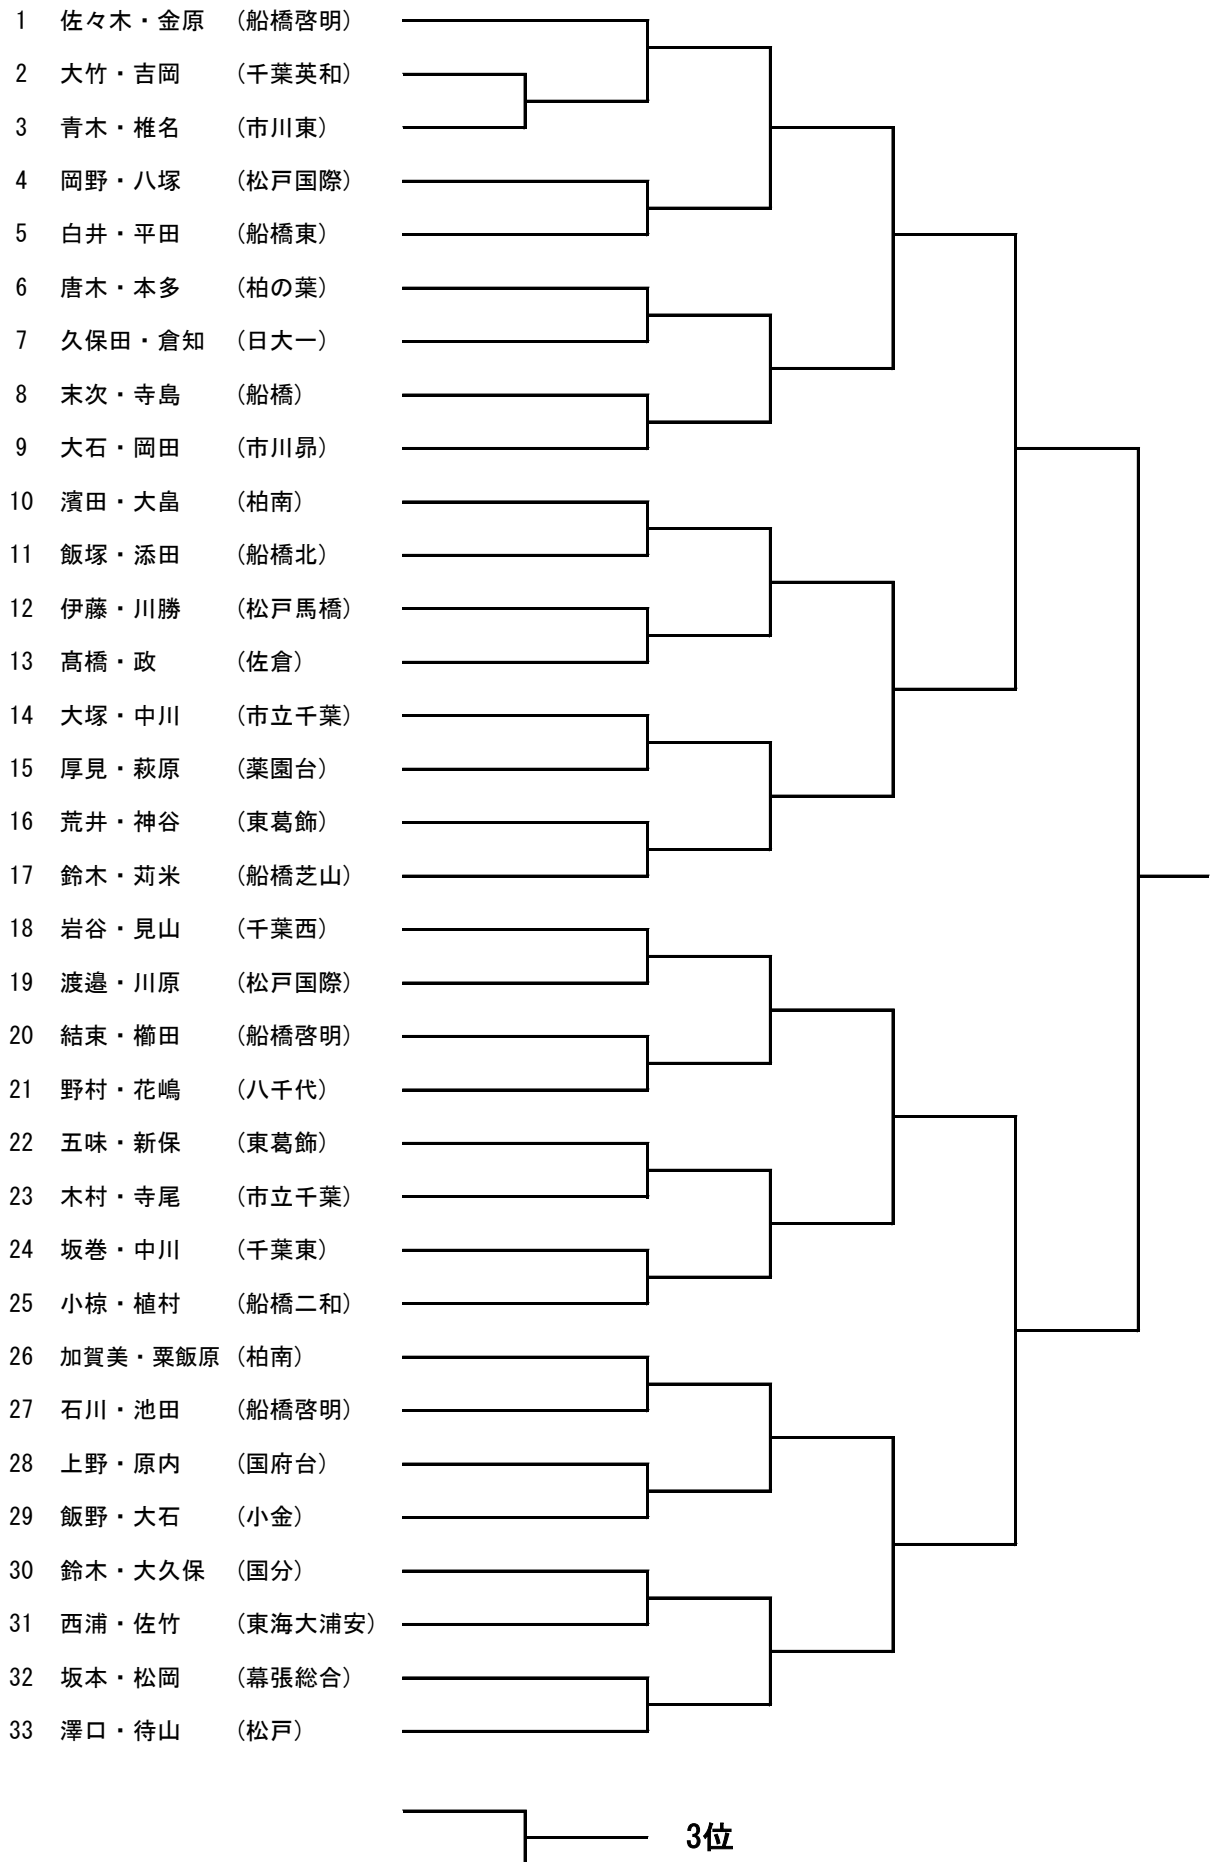 1 佐々木・金原 (船橋啓明)
2 大竹・吉岡 (千葉英和)
3 青木・椎名 (市川東)
4 岡野・八塚 (松戸国際)
5 白井・平田 (船橋東)
6 唐木・本多 (柏の葉)
7 久保田・倉知 (日大一)
8 末次・寺島 (船橋)
9 大石・岡田 (市川昴)
10 濱田・大畠 (柏南)
11 飯塚・添田 (船橋北)
12 伊藤・川勝 (松戸馬橋)
13 髙橋・政 (佐倉)
14 大塚・中川 (市立千葉)
15 厚見・萩原 (薬園台)
16 荒井・神谷 (東葛飾)
17 鈴木・苅米 (船橋芝山)
18 岩谷・見山 (千葉西)
19 渡邉・川原 (松戸国際)
20 結束・櫛田 (船橋啓明)
21 野村・花嶋 (八千代)
22 五味・新保 (東葛飾)
23 木村・寺尾 (市立千葉)
24 坂巻・中川 (千葉東)
25 小椋・植村 (船橋二和)
26 加賀美・粟飯原 (柏南)
27 石川・池田 (船橋啓明)
28 上野・原内 (国府台)
29 飯野・大石 (小金)
30 鈴木・大久保 (国分)
31 西浦・佐竹 (東海大浦安)
32 坂本・松岡 (幕張総合)
33 澤口・待山 (松戸)
3位